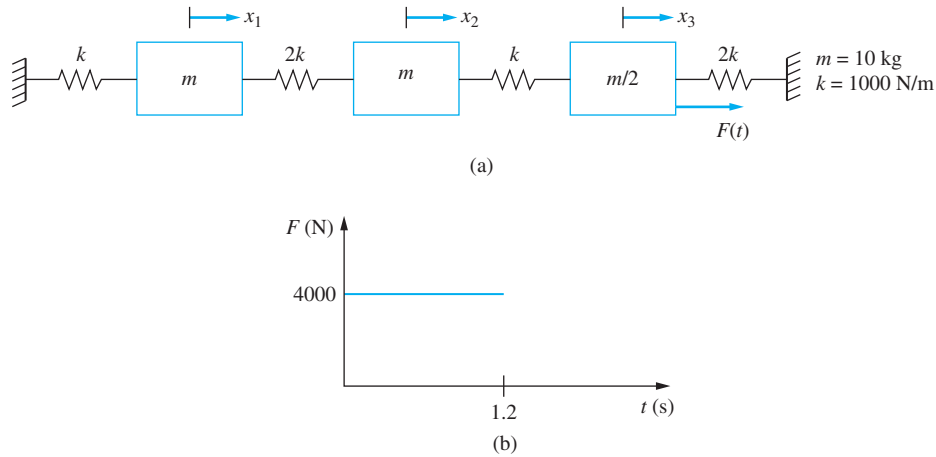 x₁ x₂ x₃
k 2k k 2k
m m m/2
m = 10 kg
k = 1000 N/m
F(t)
(a)
F (N)
4000
1.2
t (s)
(b)